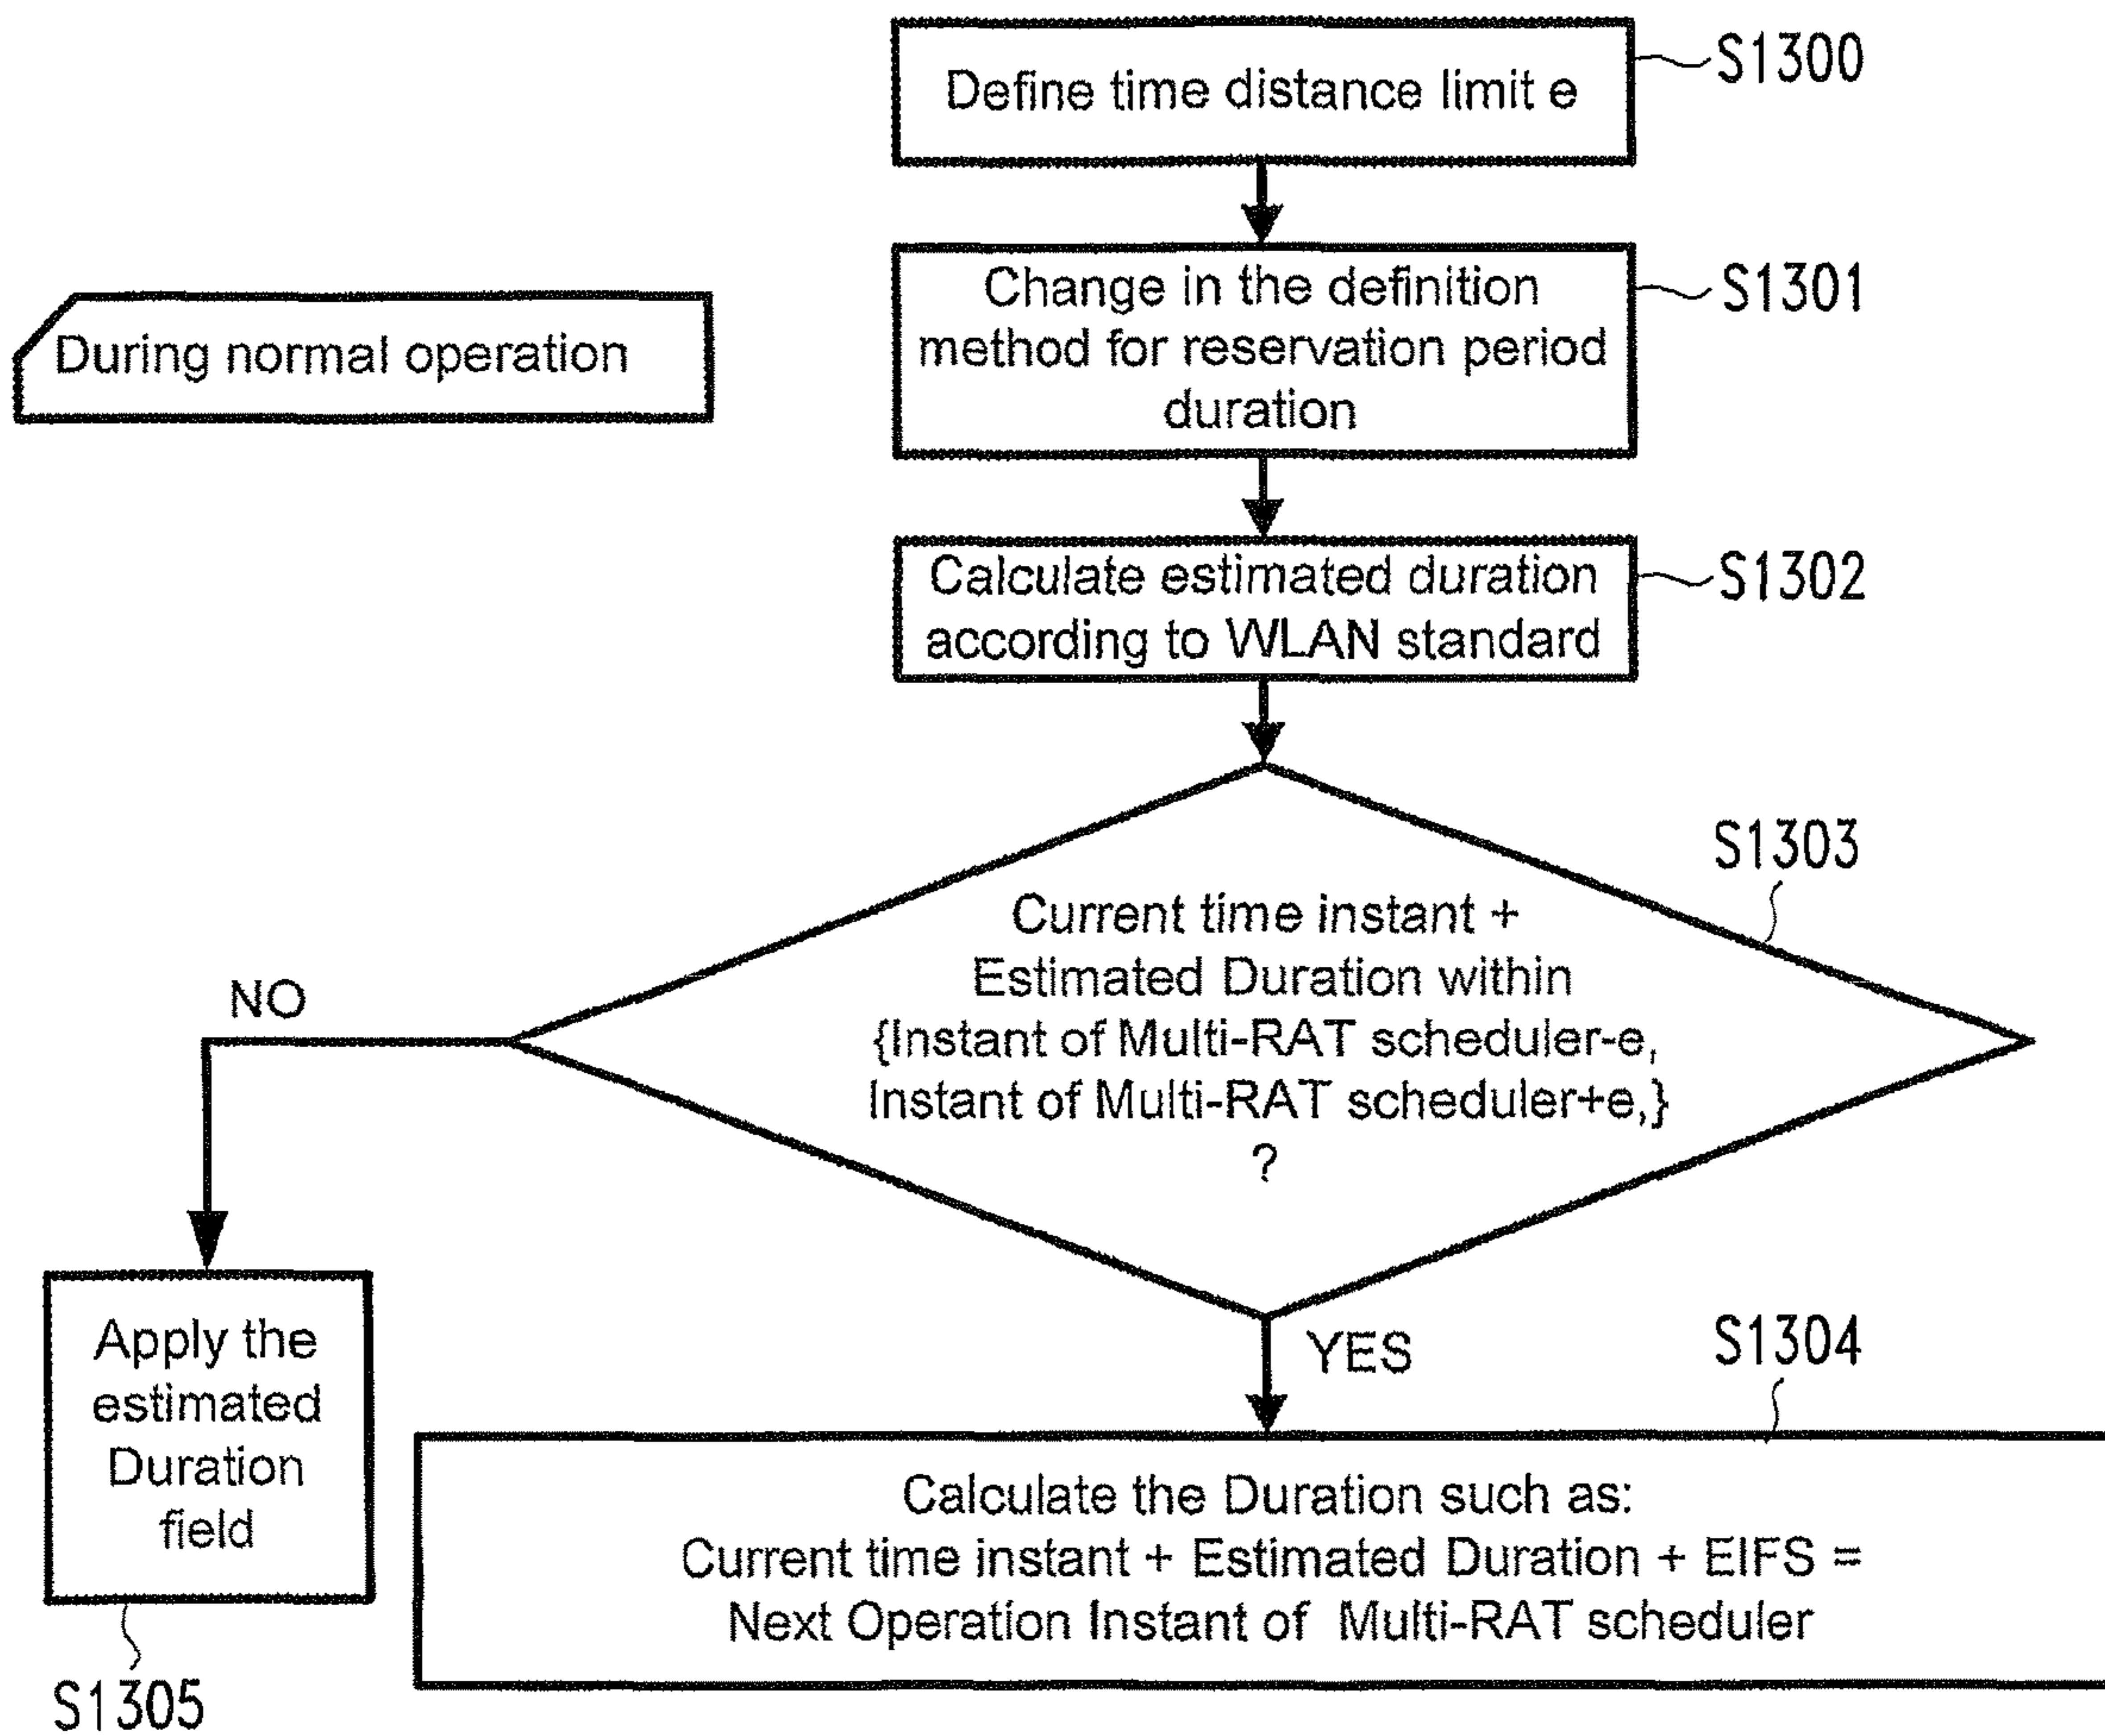 Define time distance limit e
S1300
Change in the definition
method for reservation period
duration
S1301
During normal operation
Calculate estimated duration
according to WLAN standard
S1302
Current time instant +
Estimated Duration within
{Instant of Multi-RAT scheduler-e,
Instant of Multi-RAT scheduler+e,}
?
S1303
NO
YES
Apply the
estimated
Duration
field
S1305
Calculate the Duration such as:
Current time instant + Estimated Duration + EIFS =
Next Operation Instant of Multi-RAT scheduler
S1304